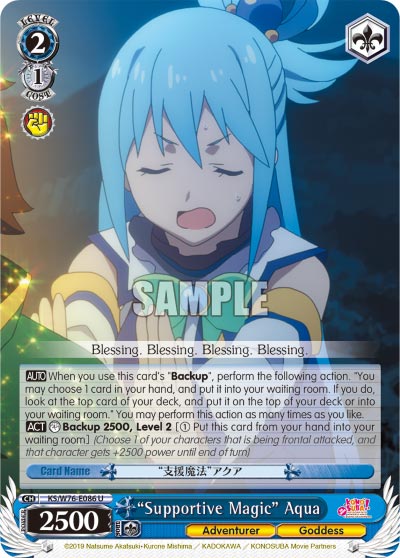 LEVEL
2
1
COST
SAMPLE
Blessing. Blessing. Blessing. Blessing.
AUTO When you use this card's "Backup", perform the following action. "You
may choose 1 card in your hand, and put it into your waiting room. If you do,
look at the top card of your deck, and put it on the top of your deck or into
your waiting room." You may perform this action as many times as you like.
ACT Backup 2500, Level 2 [① Put this card from your hand into your
waiting room] (Choose 1 of your characters that is being frontal attacked, and
that character gets +2500 power until end of turn)
Card Name
“支援魔法”アクア
CH KS/W76-E086 U
“Supportive Magic” Aqua
POWER
2500
Adventurer
Goddess
©2019 Natsume Akatsuki・Kurone Mishima / KADOKAWA / KONOSUBA Movie Partners